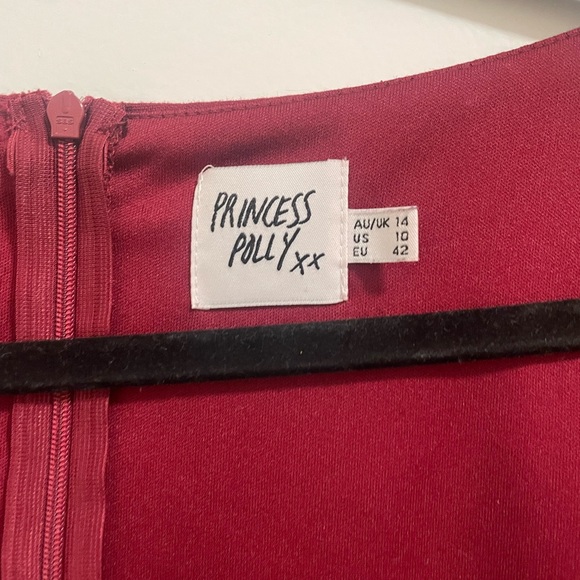 PRINCESS
POLLY xx
AU/UK 14
US 10
EU 42